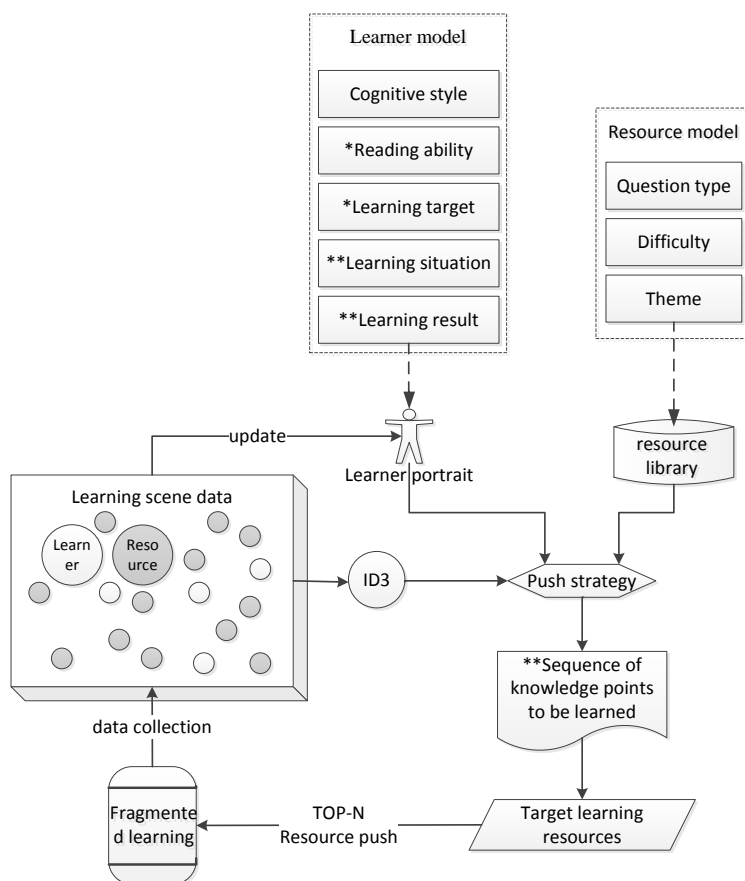 Learner model
Cognitive style
*Reading ability
*Learning target
**Learning situation
**Learning result
Resource model
Question type
Difficulty
Theme
update
Learner portrait
resource
library
Learning scene data
Learn
er
Reso
urce
ID3
Push strategy
**Sequence of
knowledge points
to be learned
data collection
Fragmente
d learning
TOP-N
Resource push
Target learning
resources